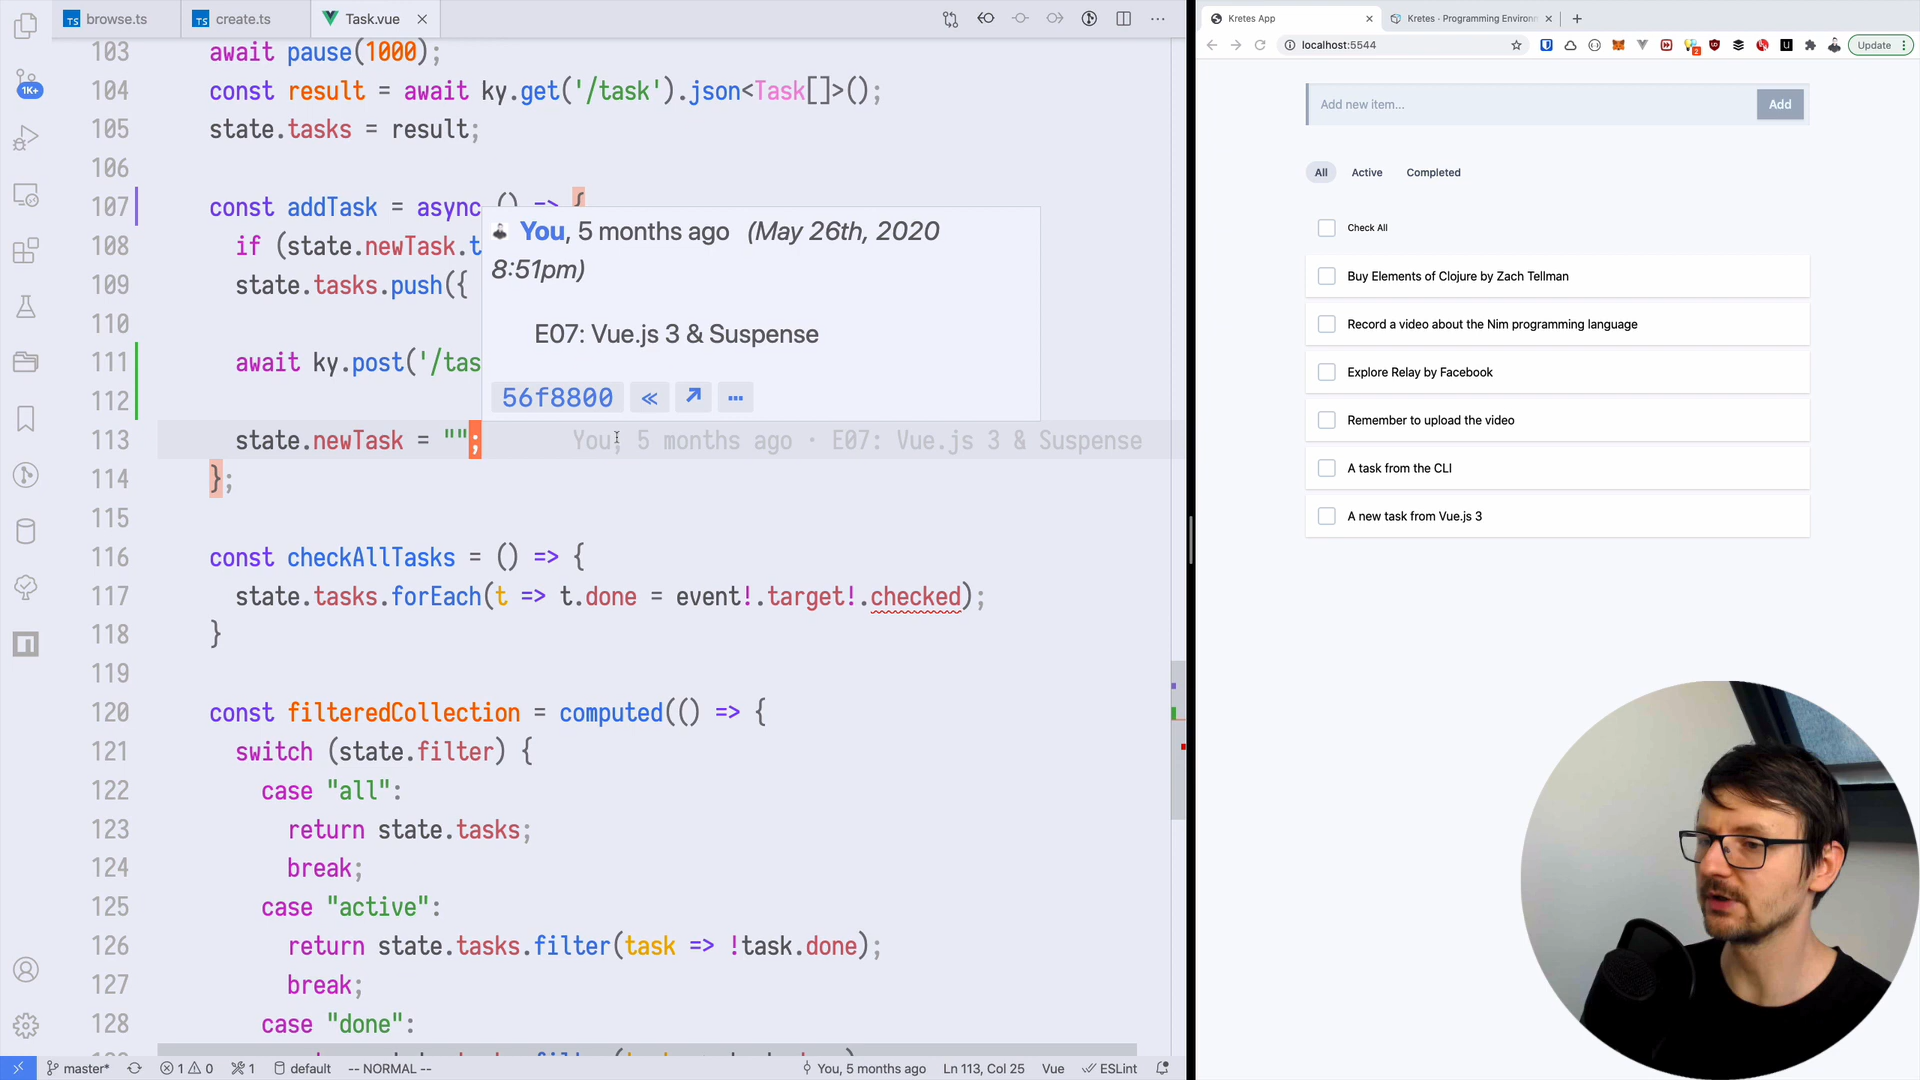 TS browse.ts
TS create.ts
Task.vue
1K+
103 await pause(1000);
104 const result = await ky.get('/task').json<Task[]>();
105 state.tasks = result;
106
107 const addTask = async () => {
108 if (state.newTask.t
109 state.tasks.push({
110
111 await ky.post('/tas
112
113 state.newTask = ""; You, 5 months ago · E07: Vue.js 3 & Suspense
114 };
115
116 const checkAllTasks = () => {
117 state.tasks.forEach(t => t.done = event!.target!.checked);
118 }
119
120 const filteredCollection = computed(() => {
121 switch (state.filter) {
122 case "all":
123 return state.tasks;
124 break;
125 case "active":
126 return state.tasks.filter(task => !task.done);
127 break;
128 case "done":
You, 5 months ago (May 26th, 2020
8:51pm)
E07: Vue.js 3 & Suspense
56f8800 « ↗ ···
master* 1 0 1 default -- NORMAL -- You, 5 months ago Ln 113, Col 25 Vue ESLint
Kretes App
Kretes · Programming Environ
localhost:5544
2
Update
Add new item...
Add
All Active Completed
Check All
Buy Elements of Clojure by Zach Tellman
Record a video about the Nim programming language
Explore Relay by Facebook
Remember to upload the video
A task from the CLI
A new task from Vue.js 3